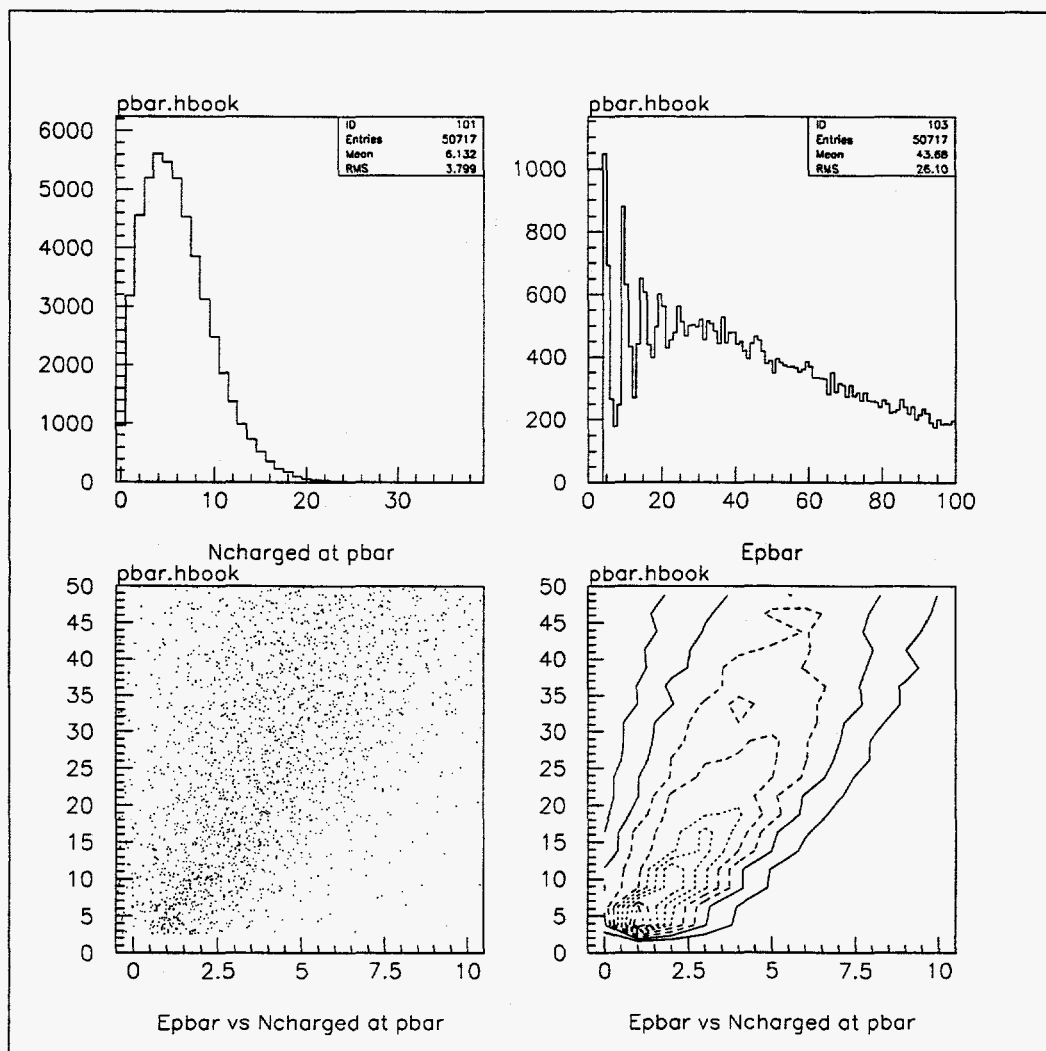 pbar.hbook
ID 101
Entries 50717
Mean 6.132
RMS 3.799
6000
5000
4000
3000
2000
1000
0
0 10 20 30
Ncharged at pbar
pbar.hbook
ID 103
Entries 50717
Mean 43.68
RMS 26.10
1000
800
600
400
200
0
0 20 40 60 80 100
Epbar
pbar.hbook
50
45
40
35
30
25
20
15
10
5
0
0 2.5 5 7.5 10
Epbar vs Ncharged at pbar
pbar.hbook
50
45
40
35
30
25
20
15
10
5
0
0 2.5 5 7.5 10
Epbar vs Ncharged at pbar